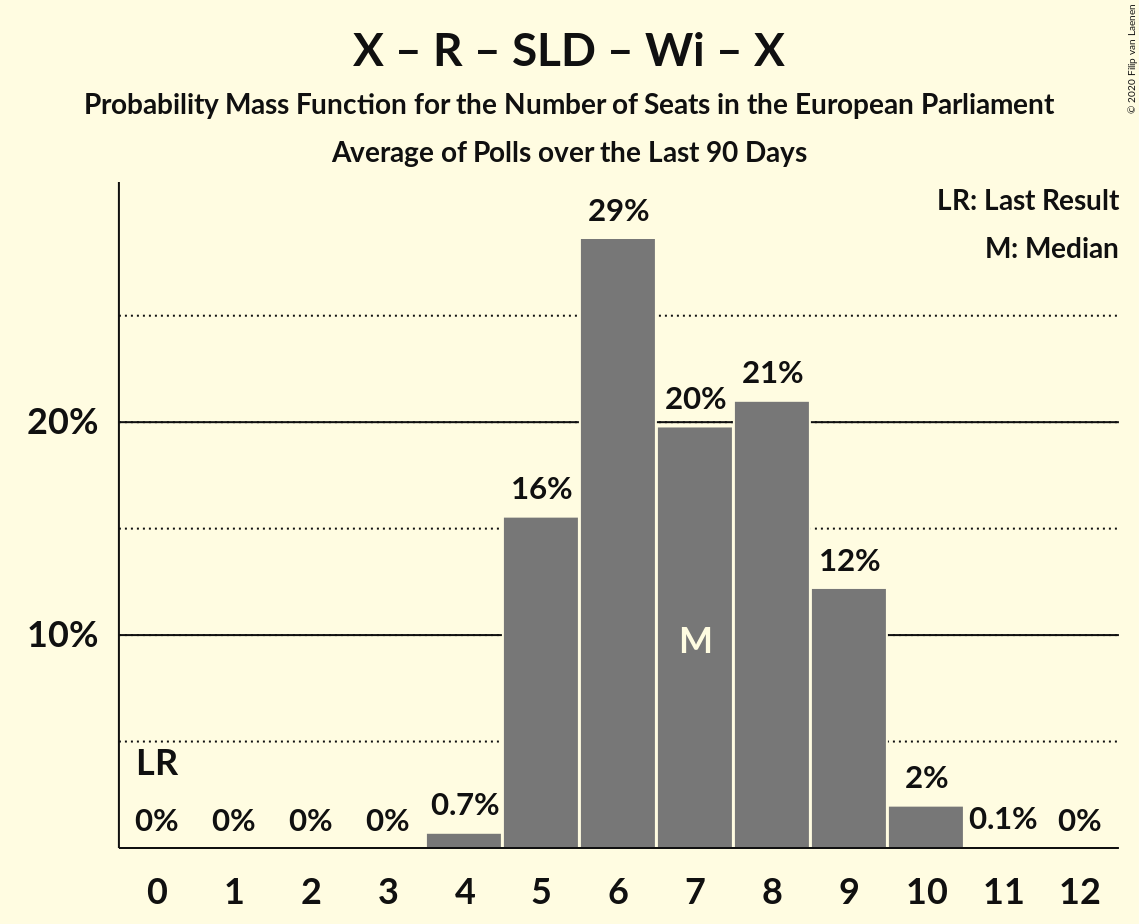 X – R – SLD – Wi – X
Probability Mass Function for the Number of Seats in the European Parliament
Average of Polls over the Last 90 Days
© 2020 Filip van Laenen
LR: Last Result
M: Median
29%
21%
20%
20%
16%
12%
10%
M
LR
2%
0% 0% 0% 0% 0.7% 0.1% 0%
0 1 2 3 4 5 6 7 8 9 10 11 12